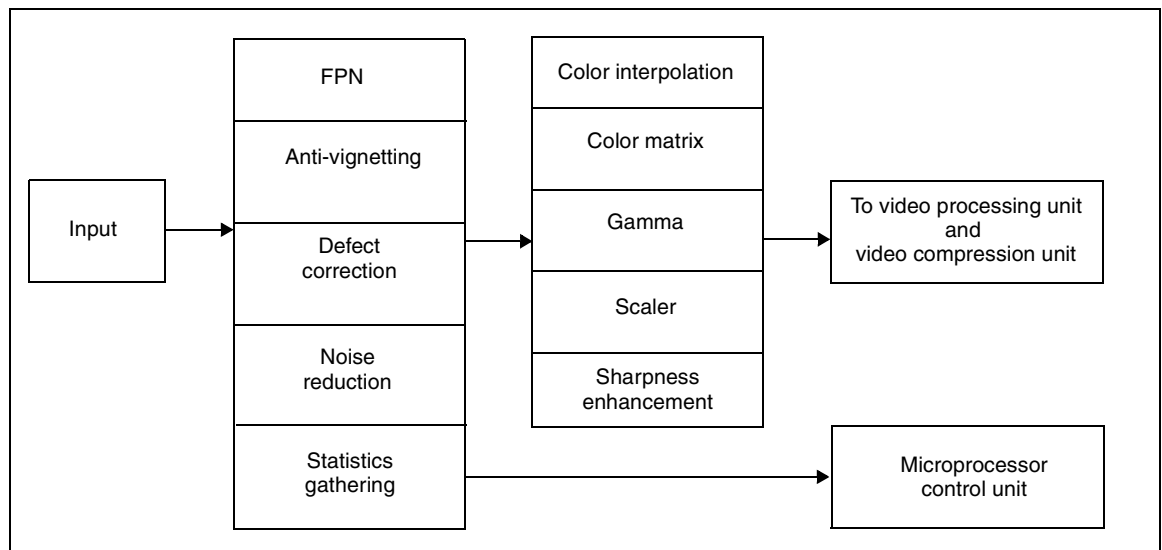 Input
FPN
Anti-vignetting
Defect
correction
Noise
reduction
Statistics
gathering
Color interpolation
Color matrix
Gamma
Scaler
Sharpness
enhancement
To video processing unit
and
video compression unit
Microprocessor
control unit